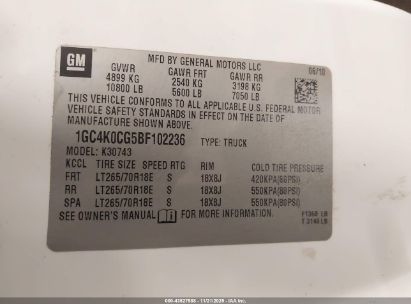 GM
MFD BY GENERAL MOTORS LLC
06/10
GVWR GAWR FRT GAWR RR
4899 KG 2540 KG 3198 KG
10800 LB 5600 LB 7050 LB
THIS VEHICLE CONFORMS TO ALL APPLICABLE U.S. FEDERAL MOTOR
VEHICLE SAFETY STANDARDS IN EFFECT ON THE DATE OF
MANUFACTURE SHOWN ABOVE.
1GC4K0CG5BF102236 TYPE: TRUCK
MODEL: K30743
KCCL TIRE SIZE SPEED RTG RIM COLD TIRE PRESSURE
FRT LT265/70R18E S 18X8J 420KPA(60PSI)
RR LT265/70R18E S 18X8J 550KPA(80PSI)
SPA LT265/70R18E S 18X8J 550KPA(80PSI)
SEE OWNER'S MANUAL FOR ADDITIONAL INFORMATION.